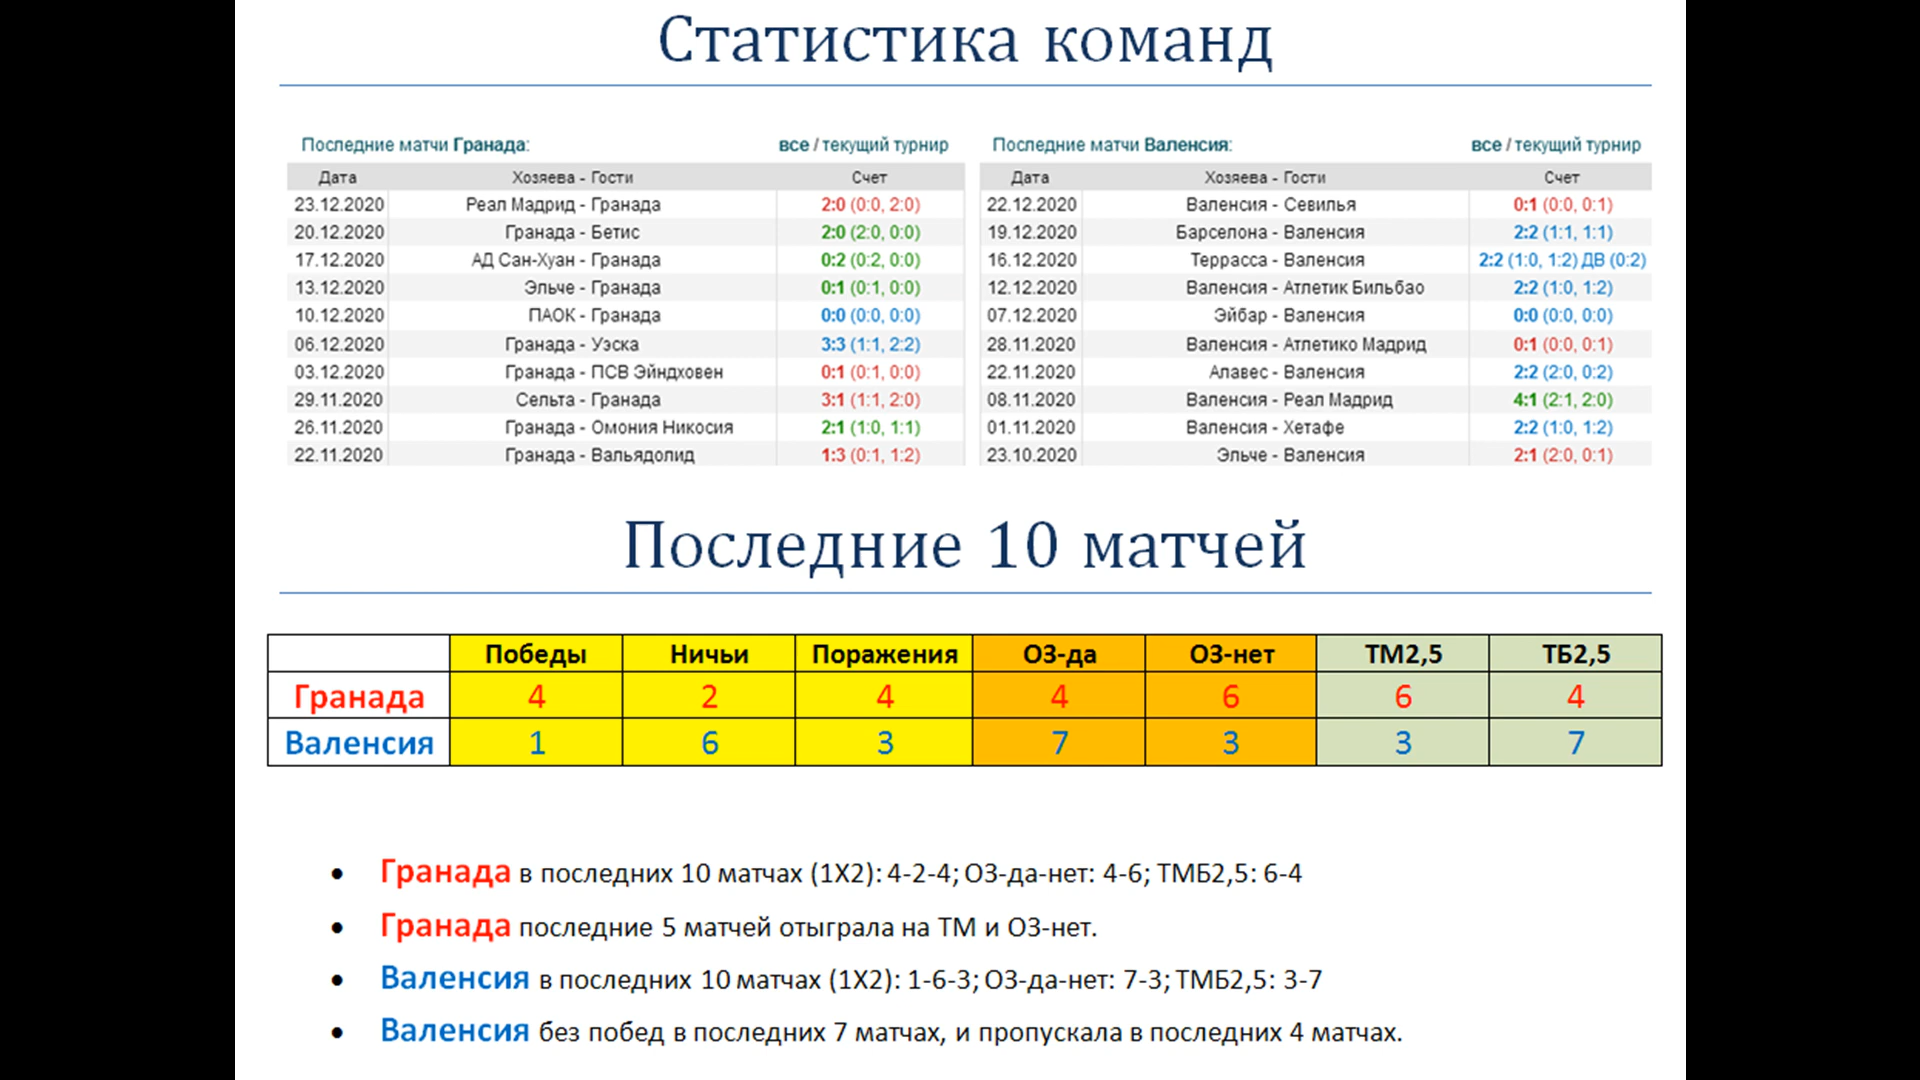 Статистика команд
Последние матчи Гранада: все / текущий турнир
Дата Хозяева - Гости Счет
23.12.2020 Реал Мадрид - Гранада 2:0 (0:0, 2:0)
20.12.2020 Гранада - Бетис 2:0 (2:0, 0:0)
17.12.2020 АД Сан-Хуан - Гранада 0:2 (0:2, 0:0)
13.12.2020 Эльче - Гранада 0:1 (0:1, 0:0)
10.12.2020 ПАОК - Гранада 0:0 (0:0, 0:0)
06.12.2020 Гранада - Уэска 3:3 (1:1, 2:2)
03.12.2020 Гранада - ПСВ Эйндховен 0:1 (0:1, 0:0)
29.11.2020 Сельта - Гранада 3:1 (1:1, 2:0)
26.11.2020 Гранада - Омония Никосия 2:1 (1:0, 1:1)
22.11.2020 Гранада - Вальядолид 1:3 (0:1, 1:2)
Последние матчи Валенсия: все / текущий турнир
Дата Хозяева - Гости Счет
22.12.2020 Валенсия - Севилья 0:1 (0:0, 0:1)
19.12.2020 Барселона - Валенсия 2:2 (1:1, 1:1)
16.12.2020 Террасса - Валенсия 2:2 (1:0, 1:2) ДВ (0:2)
12.12.2020 Валенсия - Атлетик Бильбао 2:2 (1:0, 1:2)
07.12.2020 Эйбар - Валенсия 0:0 (0:0, 0:0)
28.11.2020 Валенсия - Атлетико Мадрид 0:1 (0:0, 0:1)
22.11.2020 Алавес - Валенсия 2:2 (2:0, 0:2)
08.11.2020 Валенсия - Реал Мадрид 4:1 (2:1, 2:0)
01.11.2020 Валенсия - Хетафе 2:2 (1:0, 1:2)
23.10.2020 Эльче - Валенсия 2:1 (2:0, 0:1)
Последние 10 матчей
Победы Ничьи Поражения ОЗ-да ОЗ-нет ТМ2,5 ТБ2,5
Гранада 4 2 4 4 6 6 4
Валенсия 1 6 3 7 3 3 7
• Гранада в последних 10 матчах (1Х2): 4-2-4; ОЗ-да-нет: 4-6; ТМБ2,5: 6-4
• Гранада последние 5 матчей отыграла на ТМ и ОЗ-нет.
• Валенсия в последних 10 матчах (1Х2): 1-6-3; ОЗ-да-нет: 7-3; ТМБ2,5: 3-7
• Валенсия без побед в последних 7 матчах, и пропускала в последних 4 матчах.